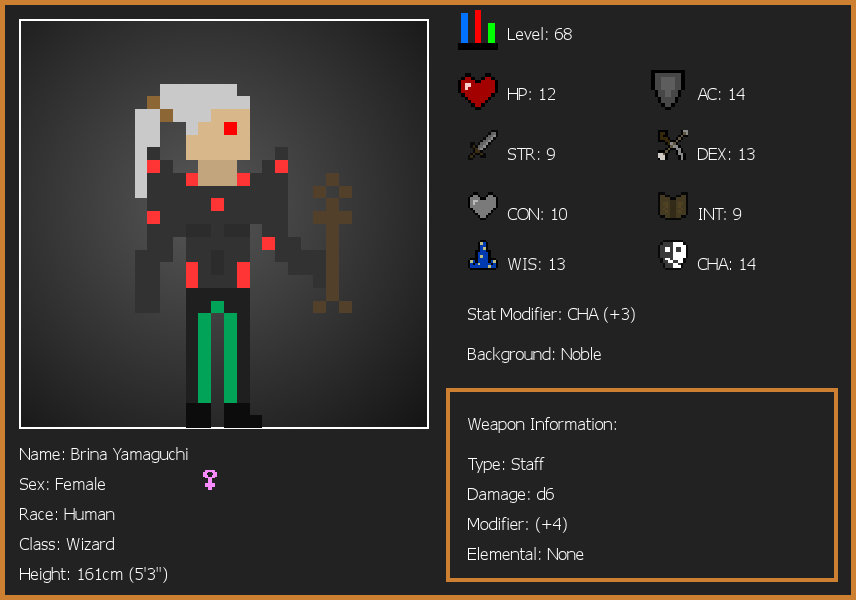 Level: 68
HP: 12
AC: 14
STR: 9
DEX: 13
CON: 10
INT: 9
WIS: 13
CHA: 14
Stat Modifier: CHA (+3)
Background: Noble
Weapon Information:
Type: Staff
Damage: d6
Modifier: (+4)
Elemental: None
Name: Brina Yamaguchi
Sex: Female
Race: Human
Class: Wizard
Height: 161cm (5'3")